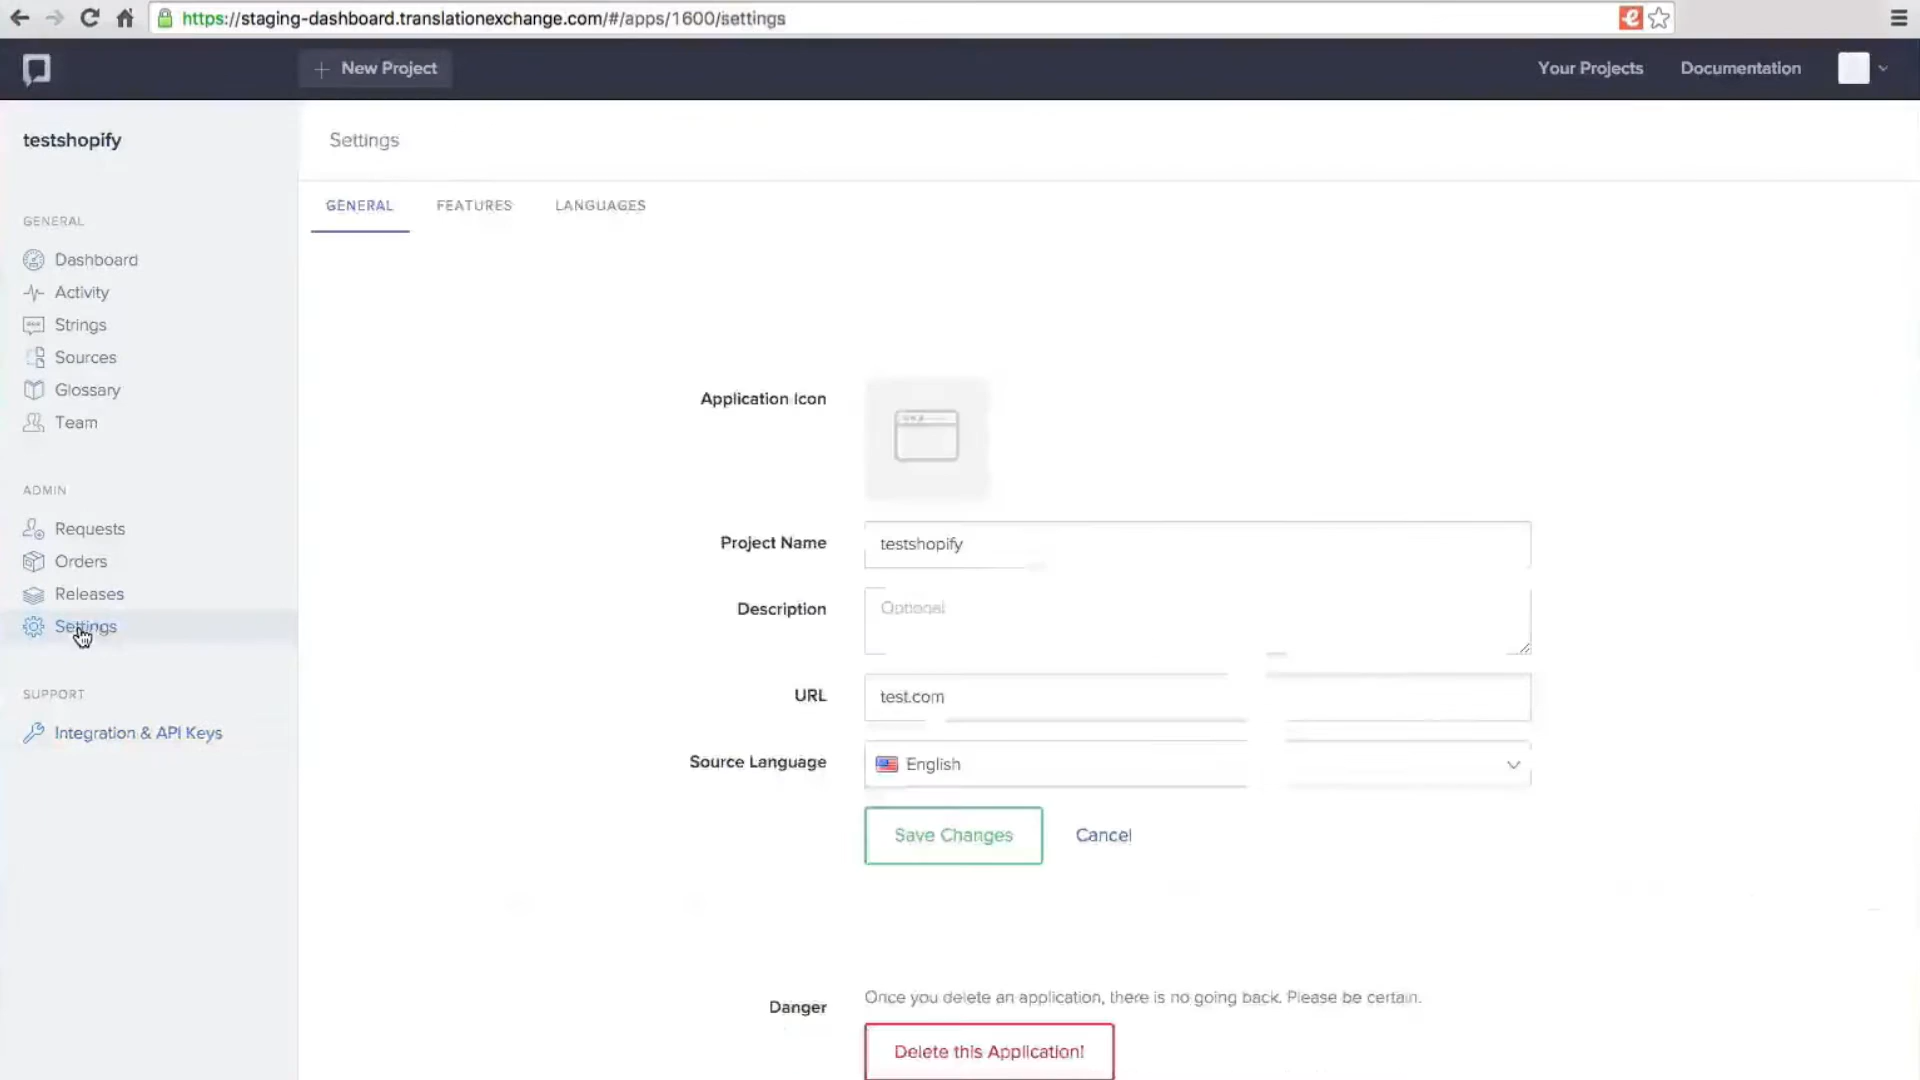 https://staging-dashboard.translationexchange.com/#/apps/1600/settings
New Project
Your Projects
Documentation
testshopify
Settings
GENERAL
FEATURES
LANGUAGES
GENERAL
Dashboard
Activity
Strings
Sources
Glossary
Team
ADMIN
Requests
Orders
Releases
Settings
SUPPORT
Integration & API Keys
Application Icon
Project Name
testshopify
Description
Optional
URL
test.com
Source Language
English
Save Changes
Cancel
Danger
Once you delete an application, there is no going back. Please be certain.
Delete this Application!